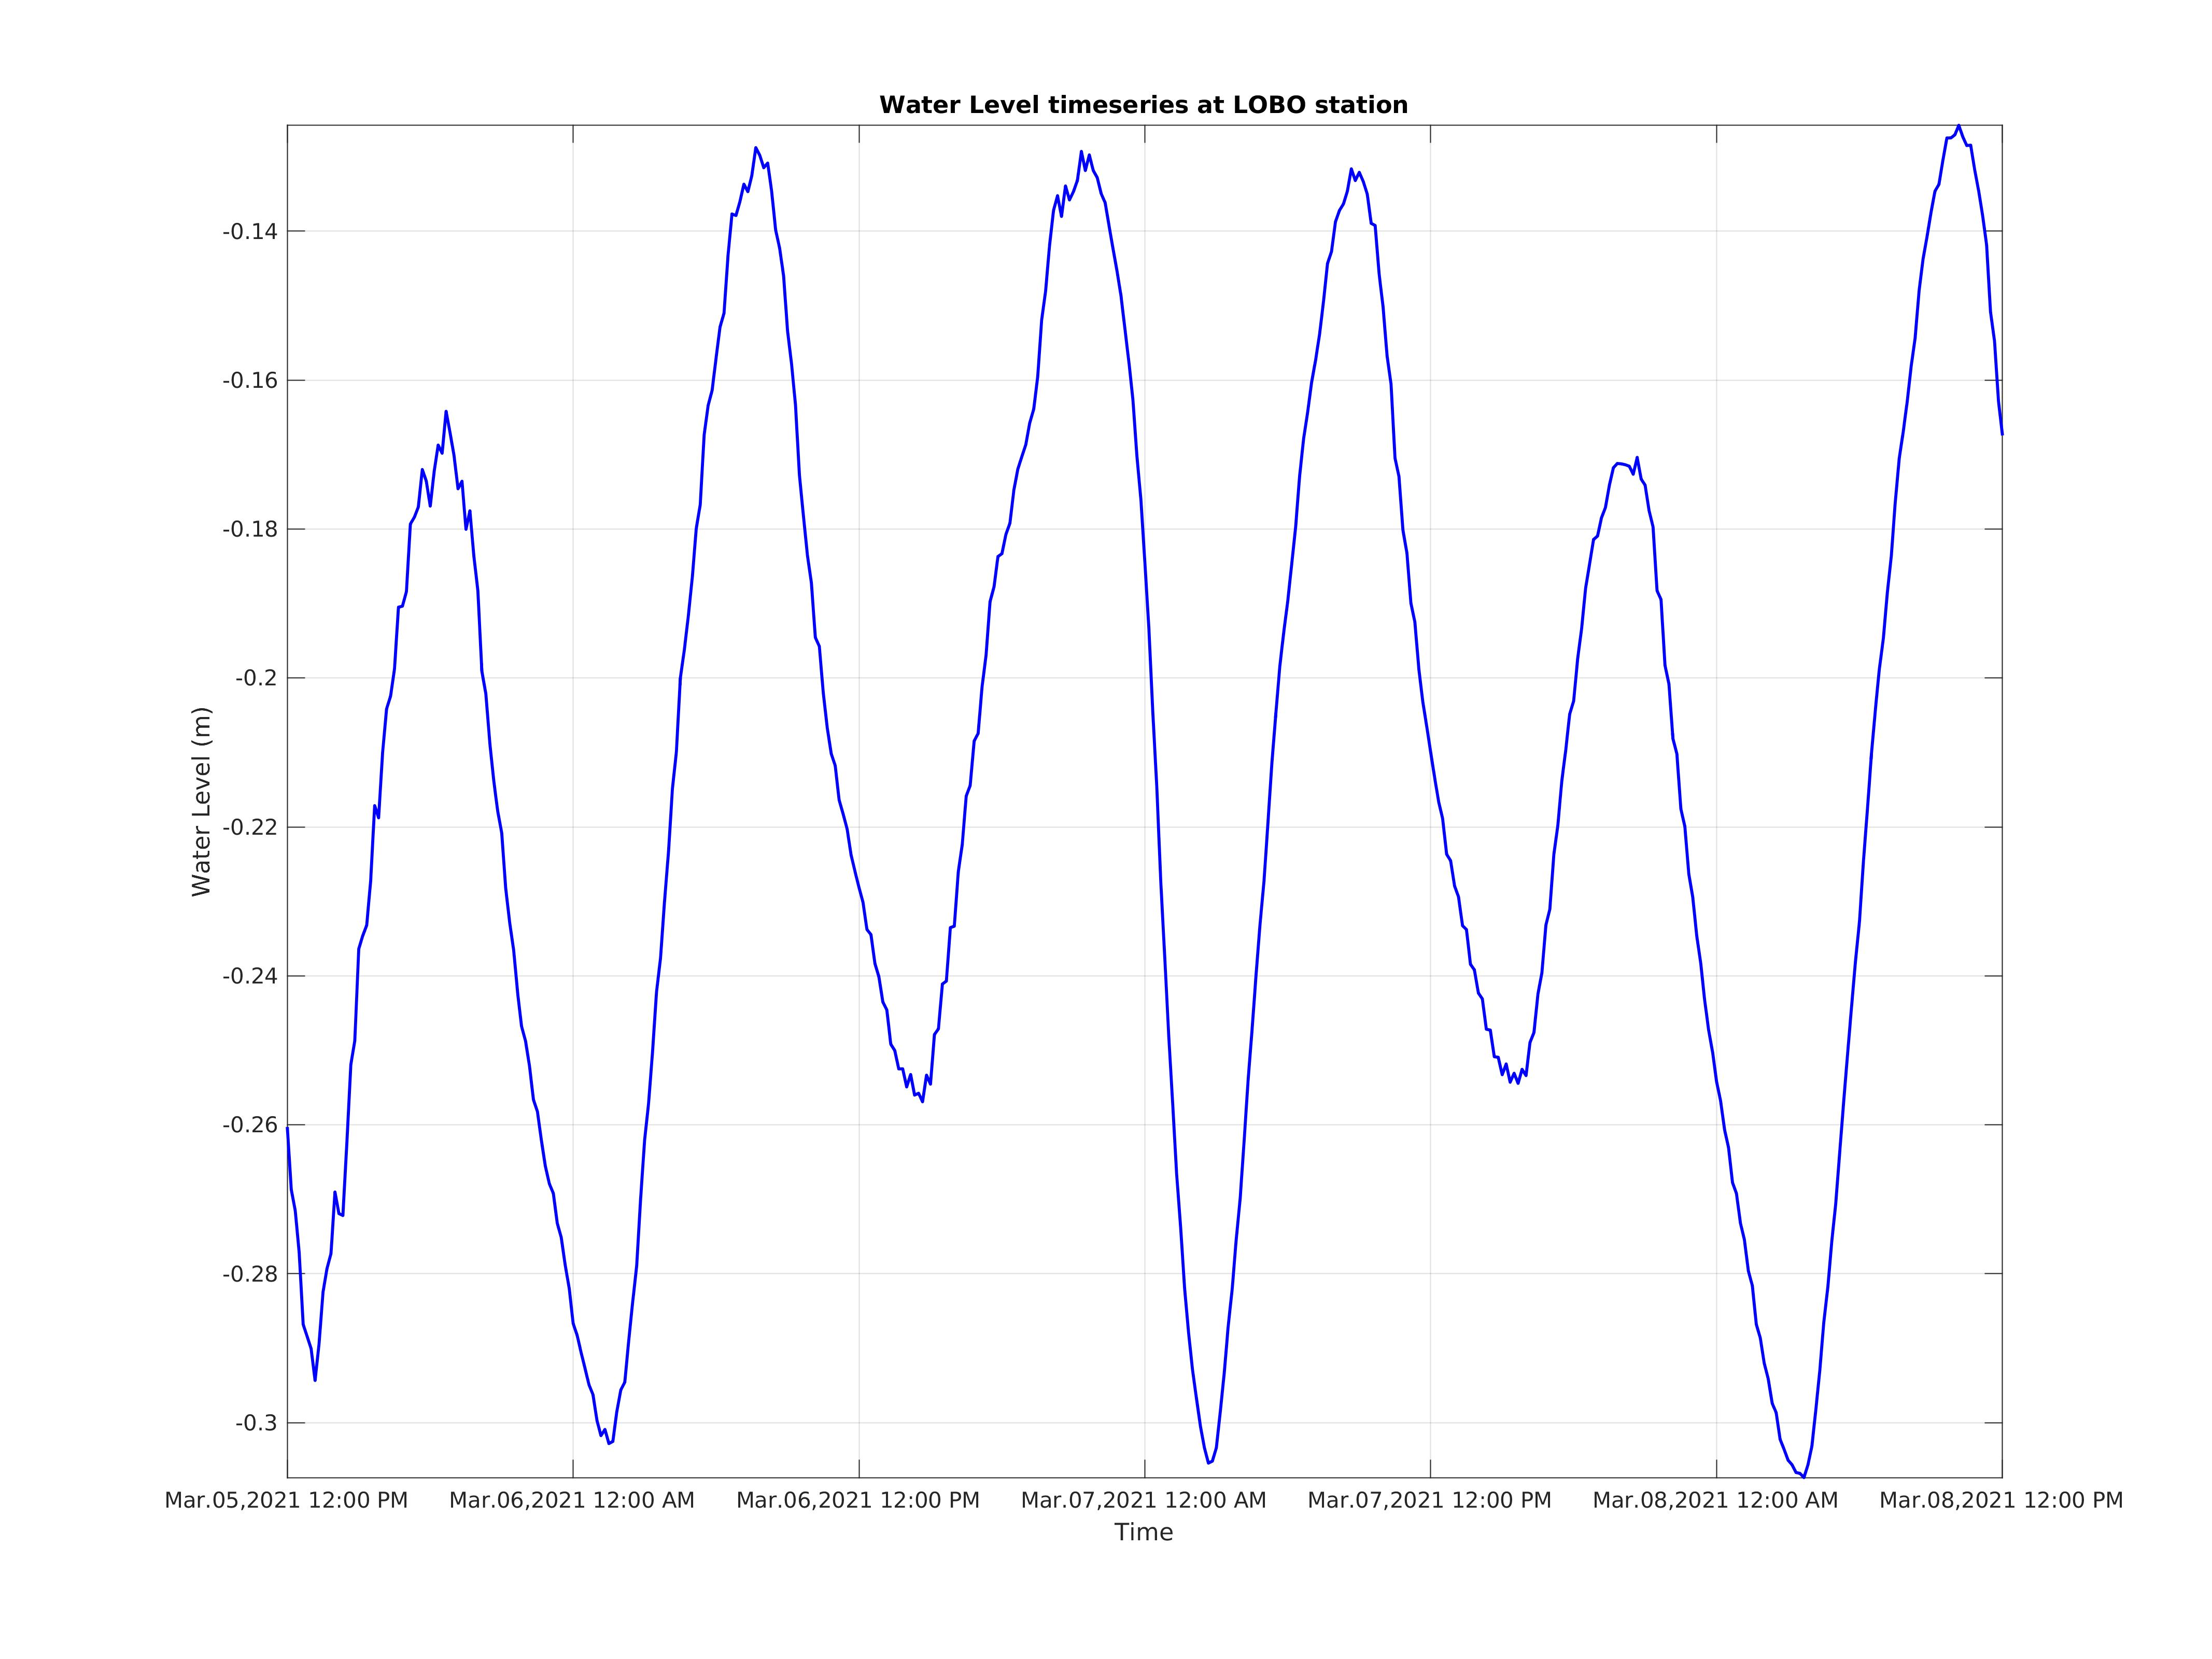 Water Level timeseries at LOBO station
-0.14
-0.16
-0.18
-0.2
-0.22
-0.24
-0.26
-0.28
-0.3
Water Level (m)
Mar.05,2021 12:00 PM Mar.06,2021 12:00 AM Mar.06,2021 12:00 PM Mar.07,2021 12:00 AM Mar.07,2021 12:00 PM Mar.08,2021 12:00 AM Mar.08,2021 12:00 PM
Time